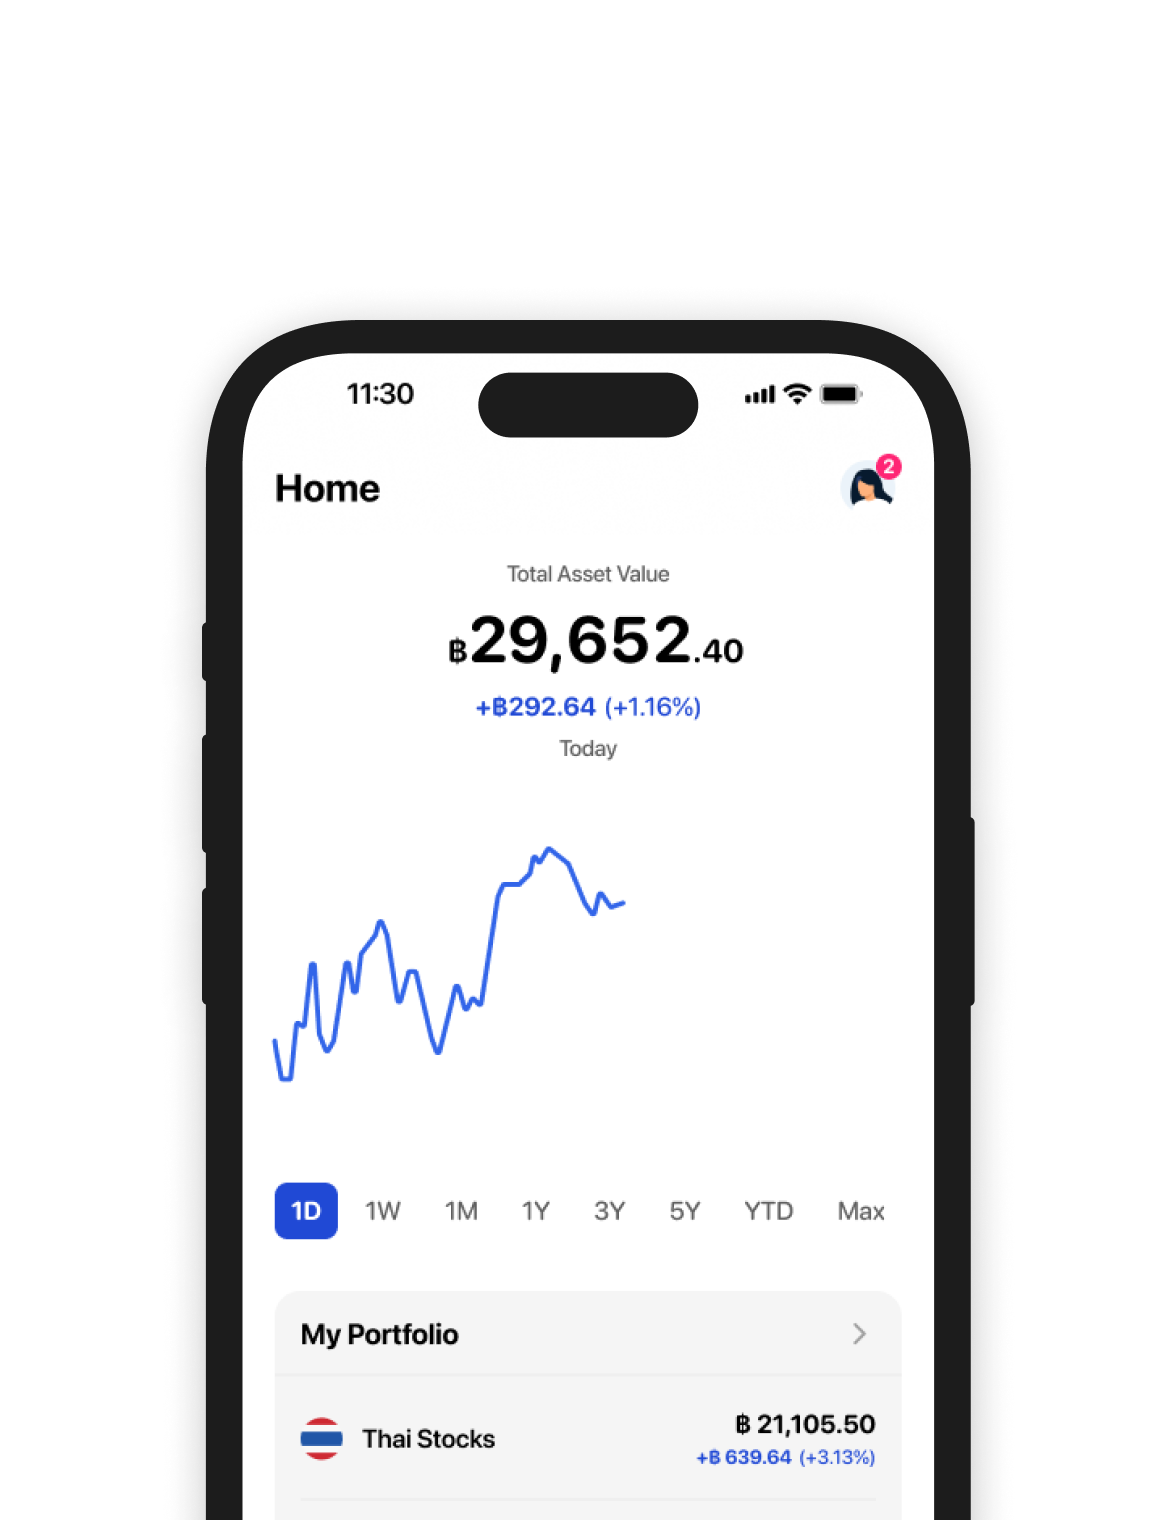 11:30
Home
2
Total Asset Value
฿29,652.40
+฿292.64 (+1.16%)
Today
1D 1W 1M 1Y 3Y 5Y YTD Max
My Portfolio
Thai Stocks
฿ 21,105.50
+฿ 639.64 (+3.13%)